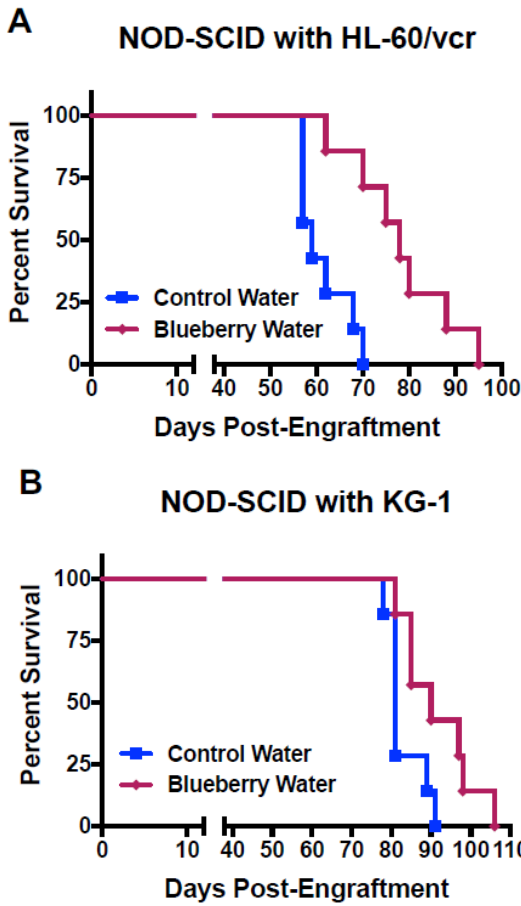 A
NOD-SCID with HL-60/vcr
Percent Survival
100
75
50
25
0
Control Water
Blueberry Water
0 10 40 50 60 70 80 90 100
Days Post-Engraftment
B
NOD-SCID with KG-1
Percent Survival
100
75
50
25
0
Control Water
Blueberry Water
0 10 40 50 60 70 80 90 100 110
Days Post-Engraftment